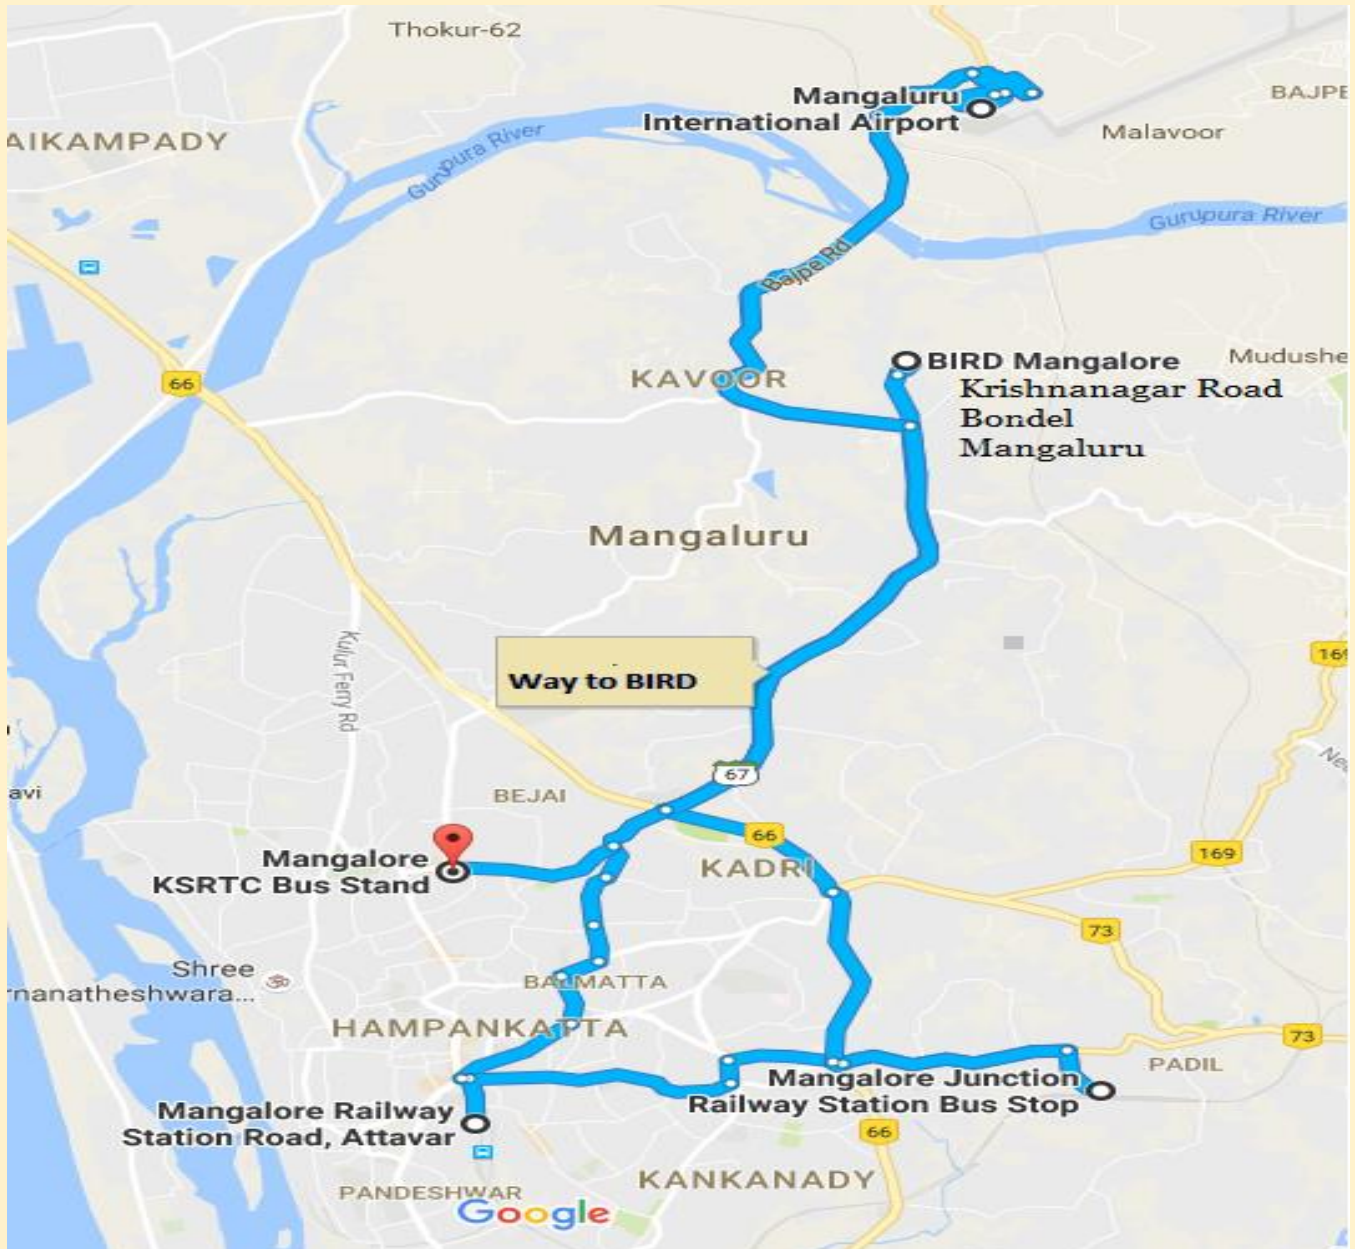 Thokur-62
Mangaluru
International Airport
BAJPE
AIKAMPADY
Malavoor
Gurupura River
Gurupura River
Bajpe Rd
BIRD Mangalore
Mudushe
KAVOOR
66
Krishnanagar Road
Bondel
Mangaluru
Mangaluru
Kulur Ferry Rd
169
Way to BIRD
67
avi
BEJAI
66
Mangalore
KSRTC Bus Stand
KADRI
169
73
Shree
rnanatheshwara...
BALMATTA
HAMPANKATTA
73
PADIL
Mangalore Junction
Railway Station Bus Stop
Mangalore Railway
Station Road, Attavar
66
KANKANADY
PANDESHWAR
Google